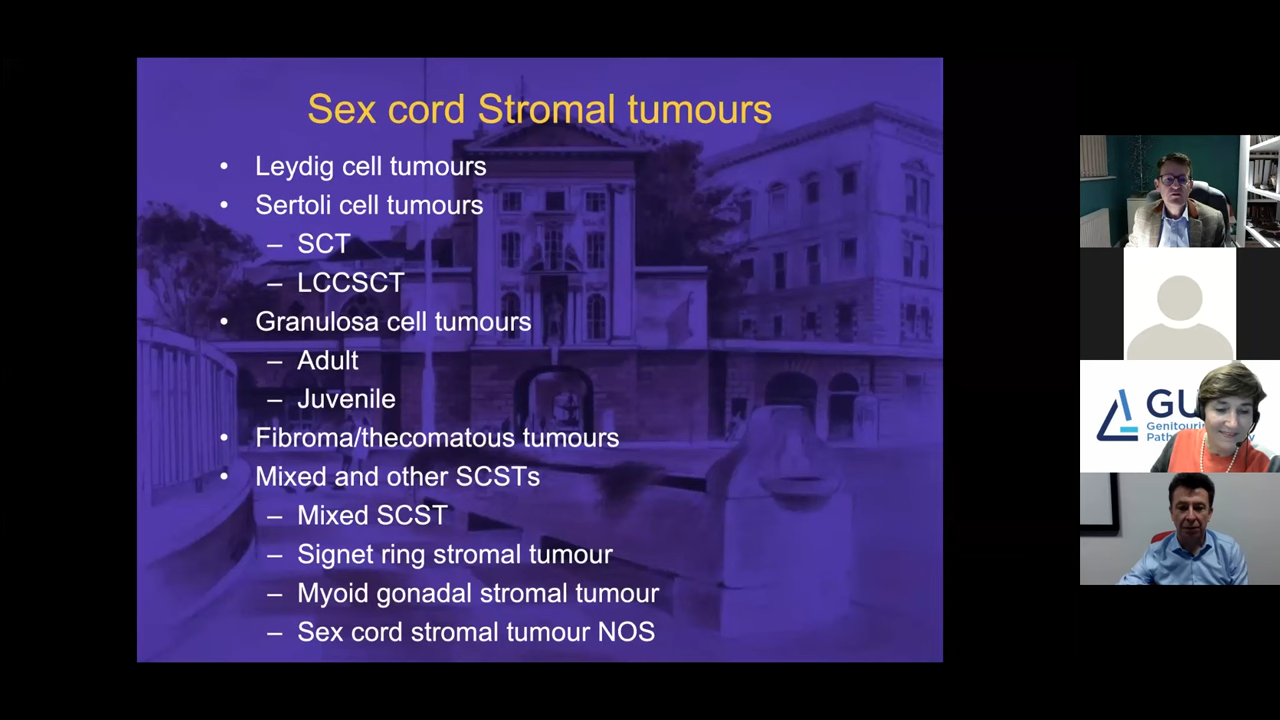 Sex cord Stromal tumours
• Leydig cell tumours
• Sertoli cell tumours
– SCT
– LCCSCT
• Granulosa cell tumours
– Adult
– Juvenile
• Fibroma/thecomatous tumours
• Mixed and other SCSTs
– Mixed SCST
– Signet ring stromal tumour
– Myoid gonadal stromal tumour
– Sex cord stromal tumour NOS
GU